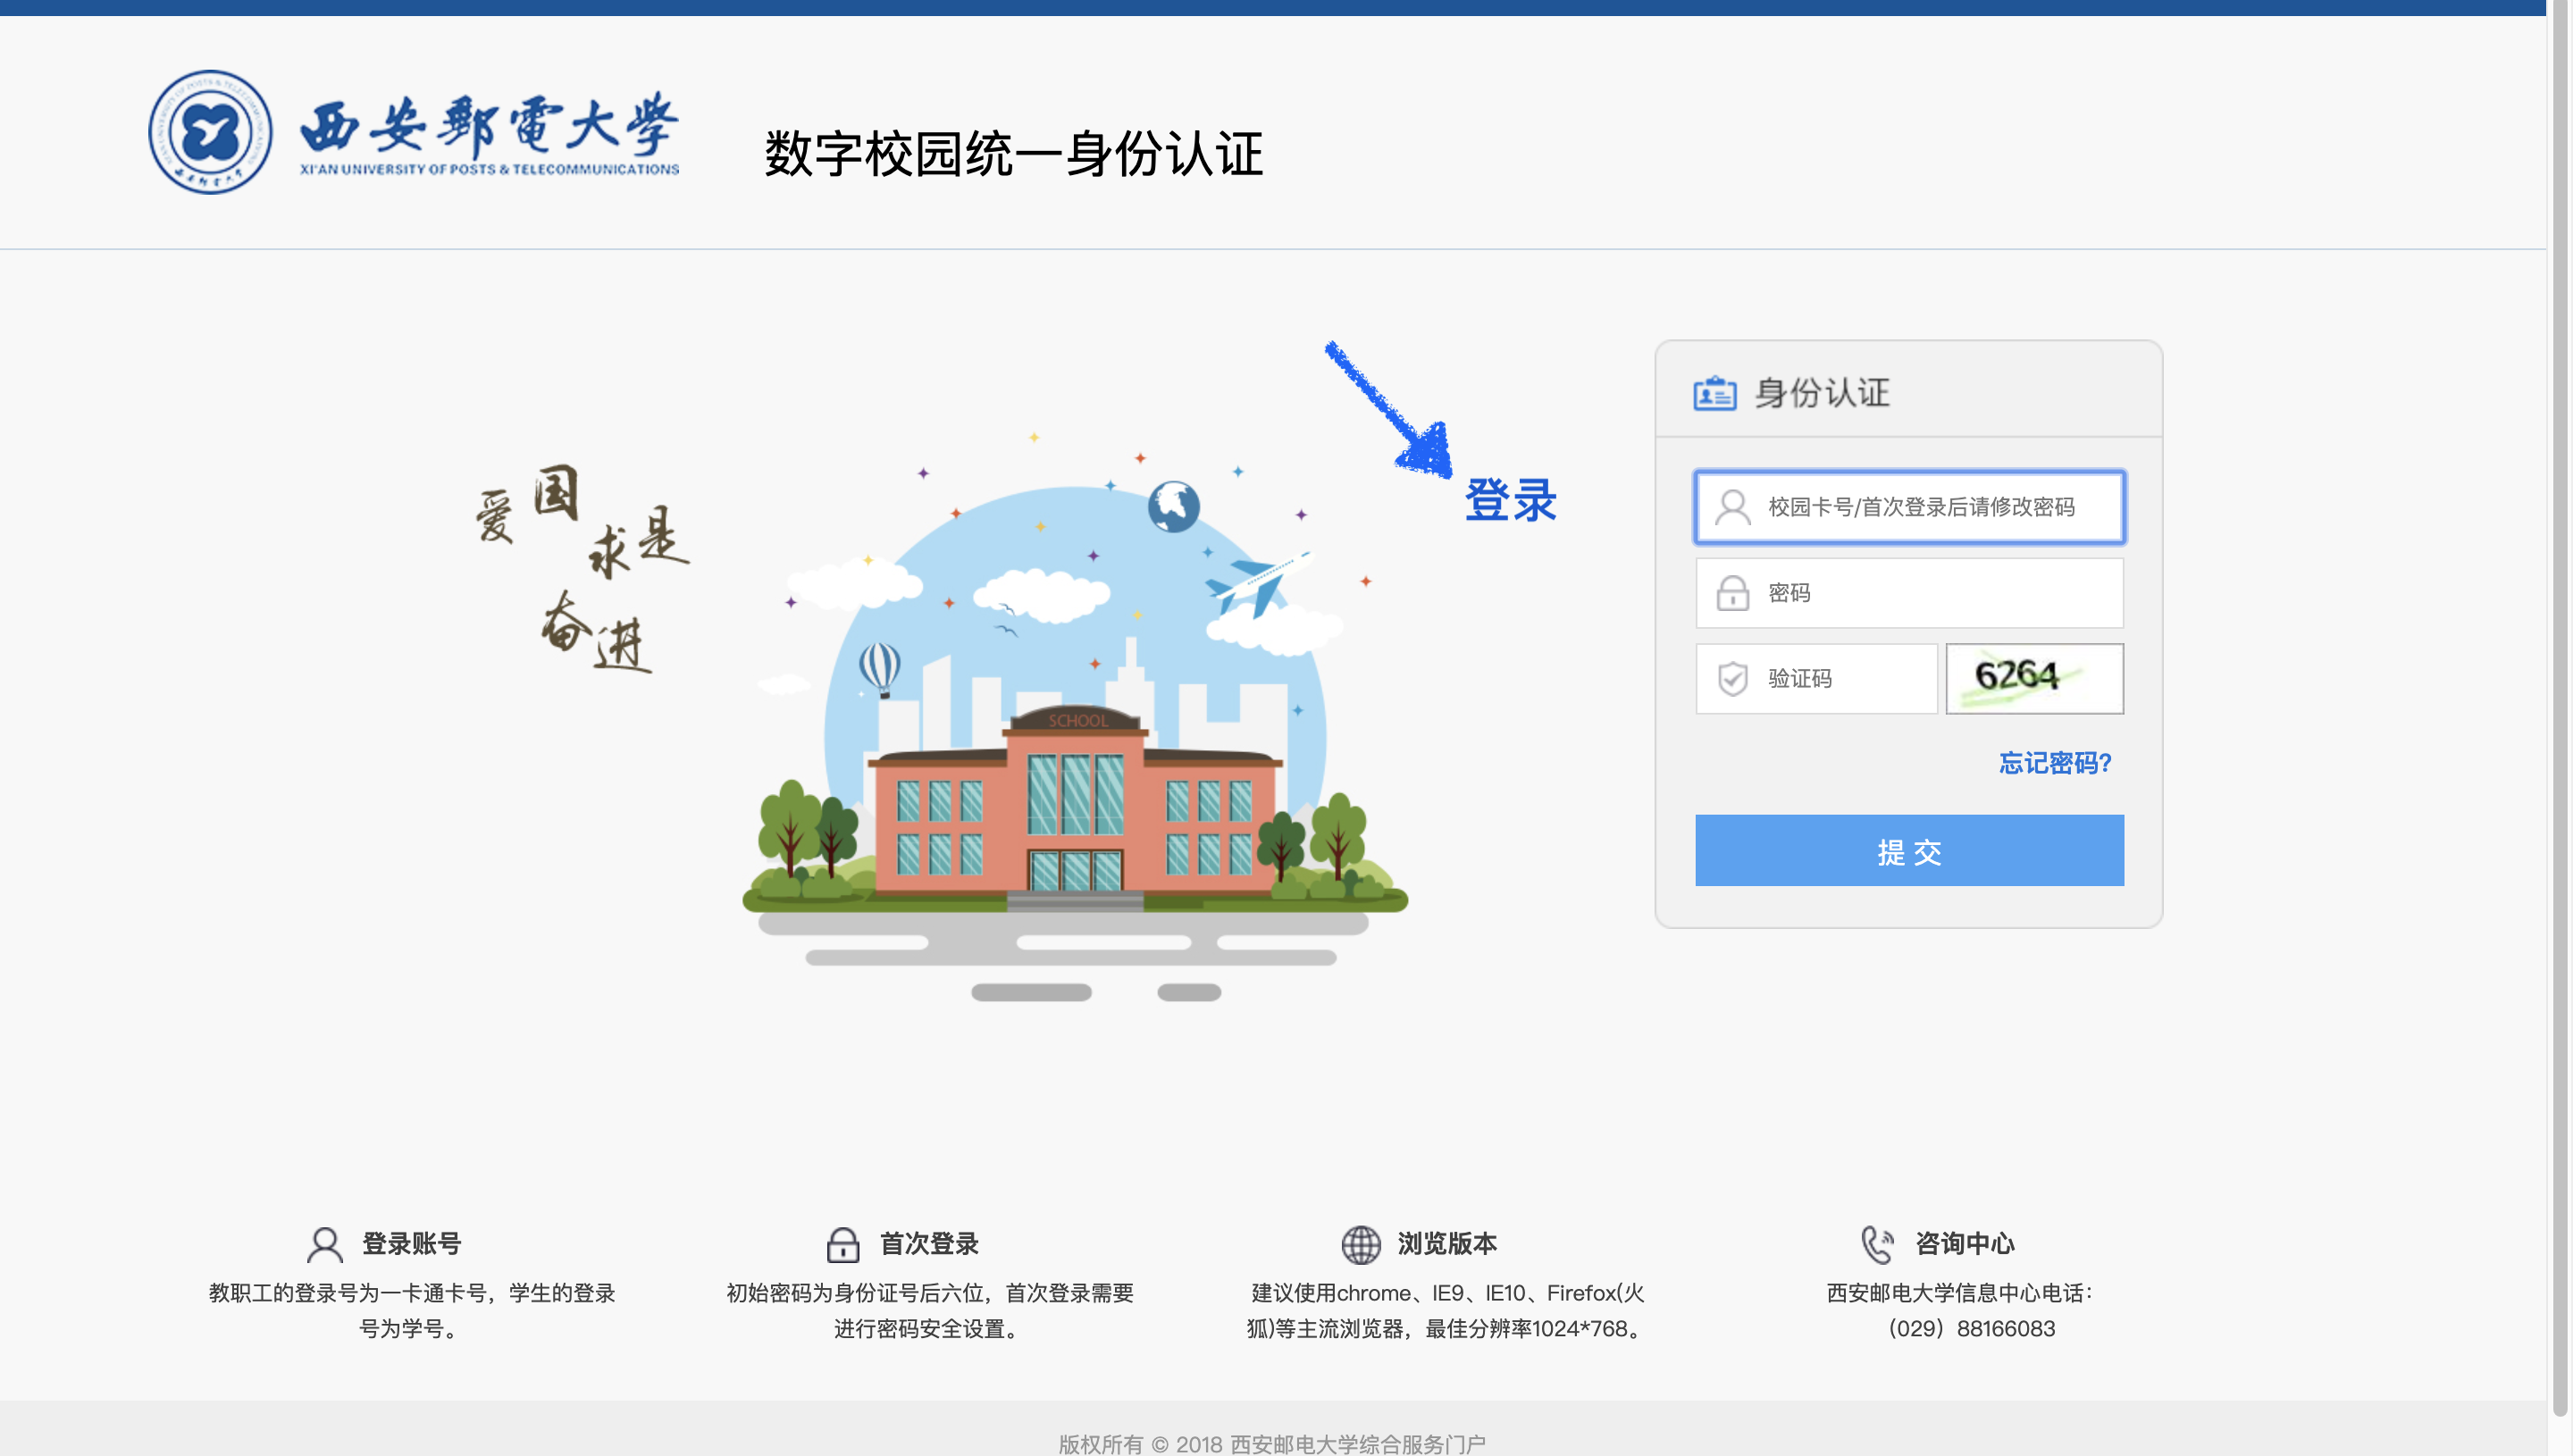 西安郵電大學
XI'AN UNIVERSITY OF POSTS & TELECOMMUNICATIONS
数字校园统一身份认证
爱国
求是
奋进
SCHOOL
登录
身份认证
校园卡号/首次登录后请修改密码
密码
验证码
6264
忘记密码?
提 交
登录账号
教职工的登录号为一卡通卡号，学生的登录
号为学号。
首次登录
初始密码为身份证号后六位，首次登录需要
进行密码安全设置。
浏览版本
建议使用chrome、IE9、IE10、Firefox(火
狐)等主流浏览器，最佳分辨率1024*768。
咨询中心
西安邮电大学信息中心电话：
（029）88166083
版权所有 © 2018 西安邮电大学综合服务门户